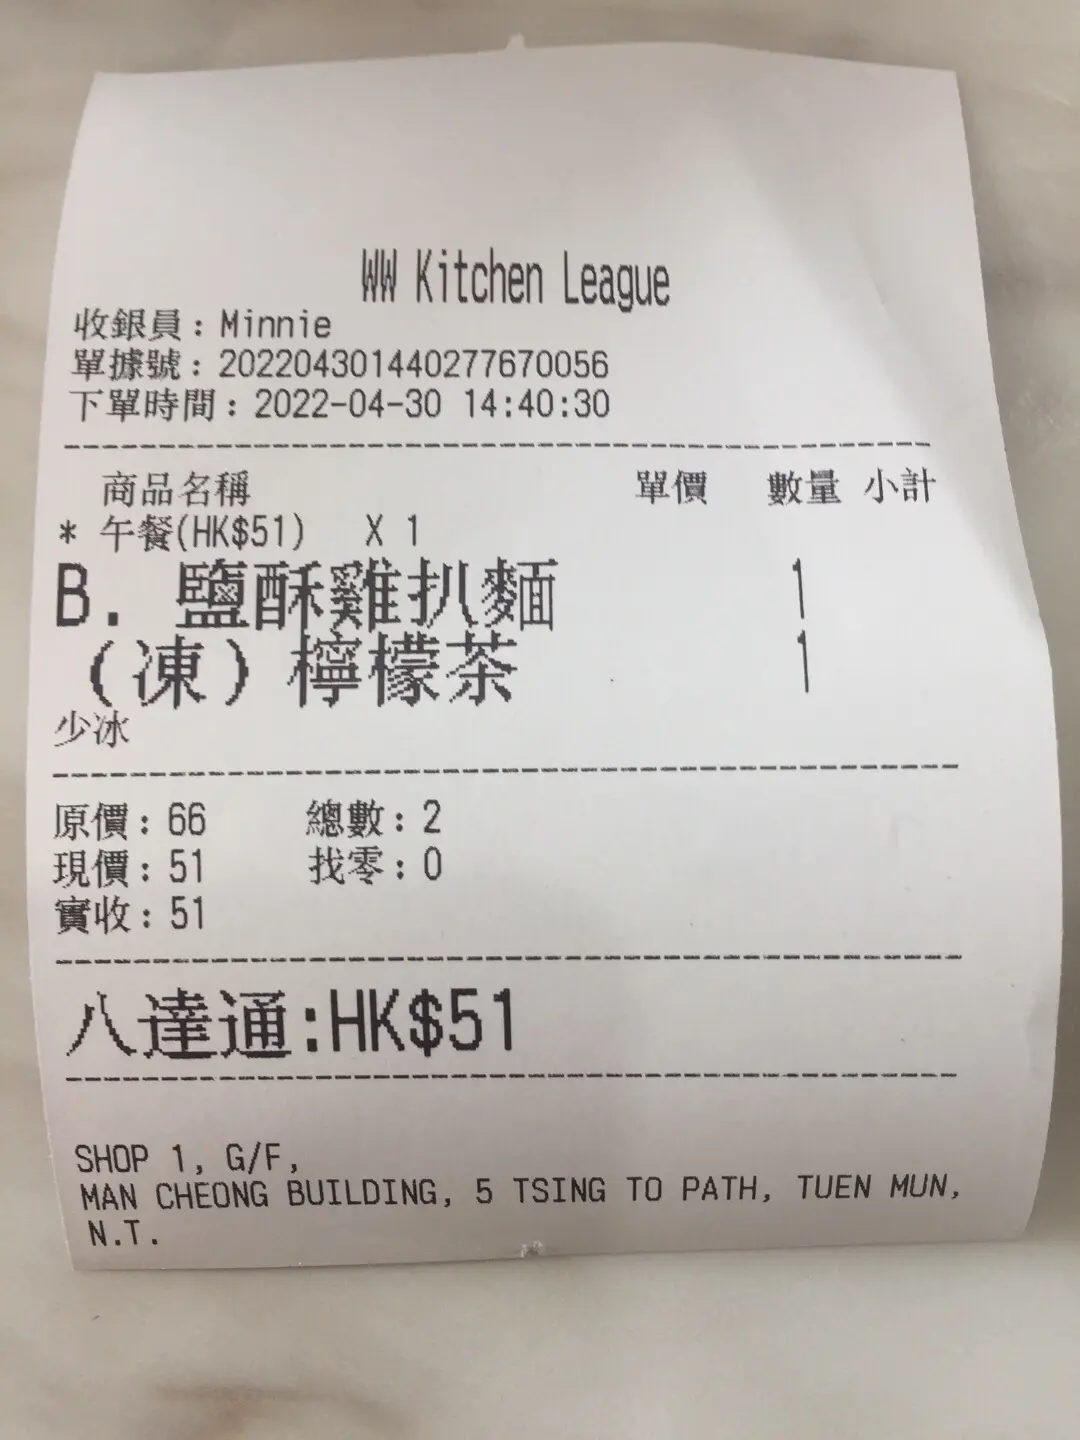 WW Kitchen League
收銀員：Minnie
單據號：202204301440277670056
下單時間：2022-04-30 14:40:30
商品名稱 單價 數量 小計
* 午餐(HK$51) X 1
B. 鹽酥雞扒麵 1
(凍) 檸檬茶 1
少冰
原價：66 總數：2
現價：51 找零：0
實收：51
八達通:HK$51
SHOP 1, G/F,
MAN CHEONG BUILDING, 5 TSING TO PATH, TUEN MUN,
N.T.